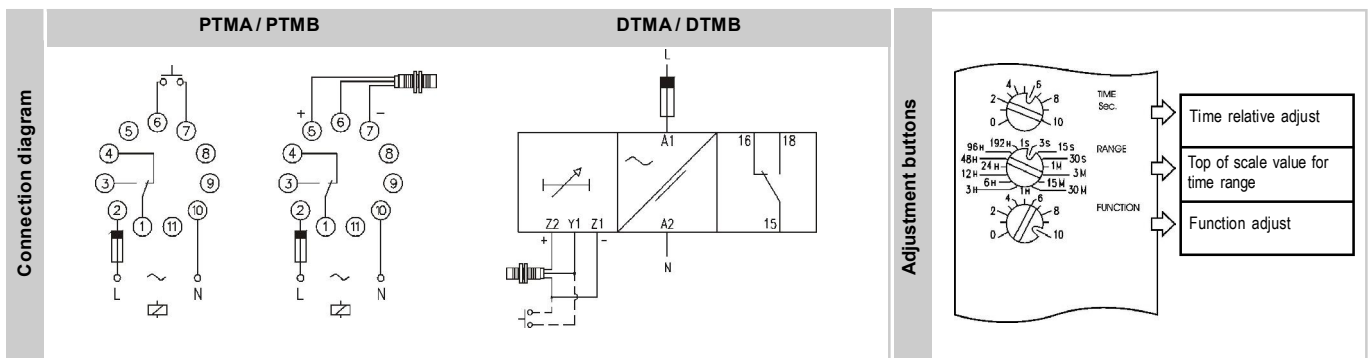 Connection diagram
PTMA / PTMB
5
6
7
4
8
3
9
2
10
1
11
L
N
+
−
5
6
7
4
8
3
9
2
10
1
11
L
N
DTMA / DTMB
L
A1
16
18
Z2
Y1
Z1
A2
15
+
−
N
Adjustment buttons
0
2
4
6
8
10
TIME
Sec.
Time relative adjust
96H
192H
1s
3s
15s
RANGE
48H
30s
24H
1M
12H
3M
6H
15M
3H
1H
30M
Top of scale value for
time range
FUNCTION
0
2
4
6
8
10
Function adjust